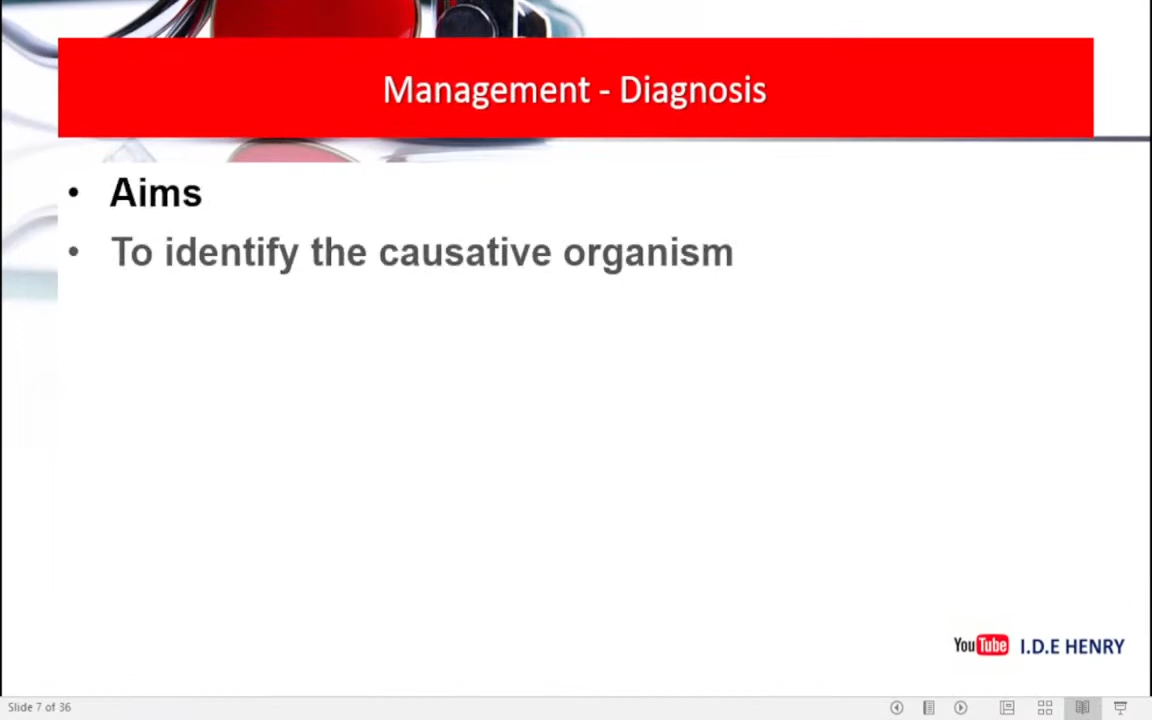 Management - Diagnosis
• Aims
• To identify the causative organism
YouTube I.D.E HENRY
Slide 7 of 36